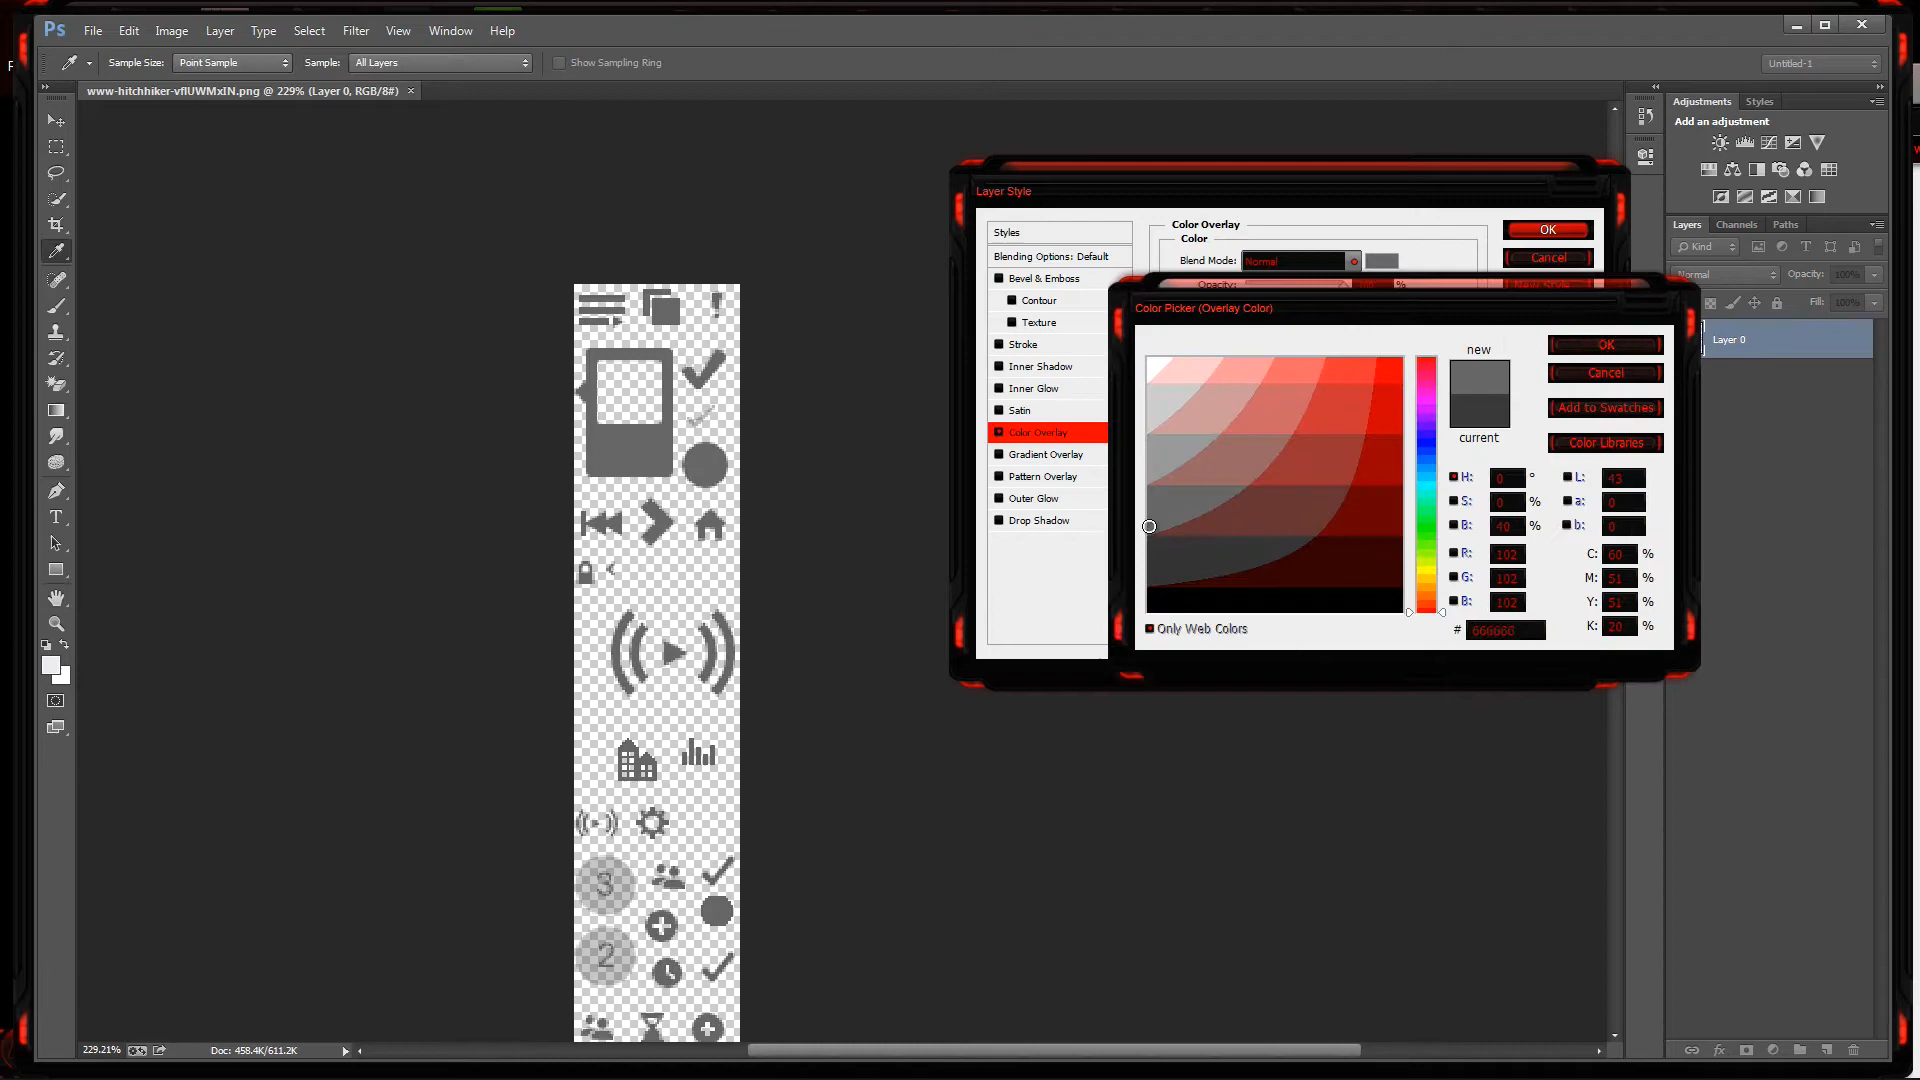 Ps File Edit Image Layer Type Select Filter View Window Help
Sample Size: Point Sample Sample: All Layers Show Sampling Ring Untitled-1
www-hitchhiker-vflUWMxIN.png @ 229% (Layer 0, RGB/8#) ×
Adjustments Styles
Add an adjustment
Layers Channels Paths
Kind
Normal Opacity: 100%
Fill: 100%
Layer 0
Layer Style
Styles
Blending Options: Default
Bevel & Emboss
Contour
Texture
Stroke
Inner Shadow
Inner Glow
Satin
Color Overlay
Gradient Overlay
Pattern Overlay
Outer Glow
Drop Shadow
Color Overlay
Color
Blend Mode: Normal
Opacity: %
OK
Cancel
Color Picker (Overlay Color)
new
current
OK
Cancel
Add to Swatches
Color Libraries
H: 0 ° L: 43
S: 0 % a: 0
B: 40 % b: 0
R: 102 C: 60 %
G: 102 M: 51 %
B: 102 Y: 51 %
# 666666 K: 20 %
Only Web Colors
3
2
229.21% Doc: 458.4K/611.2K